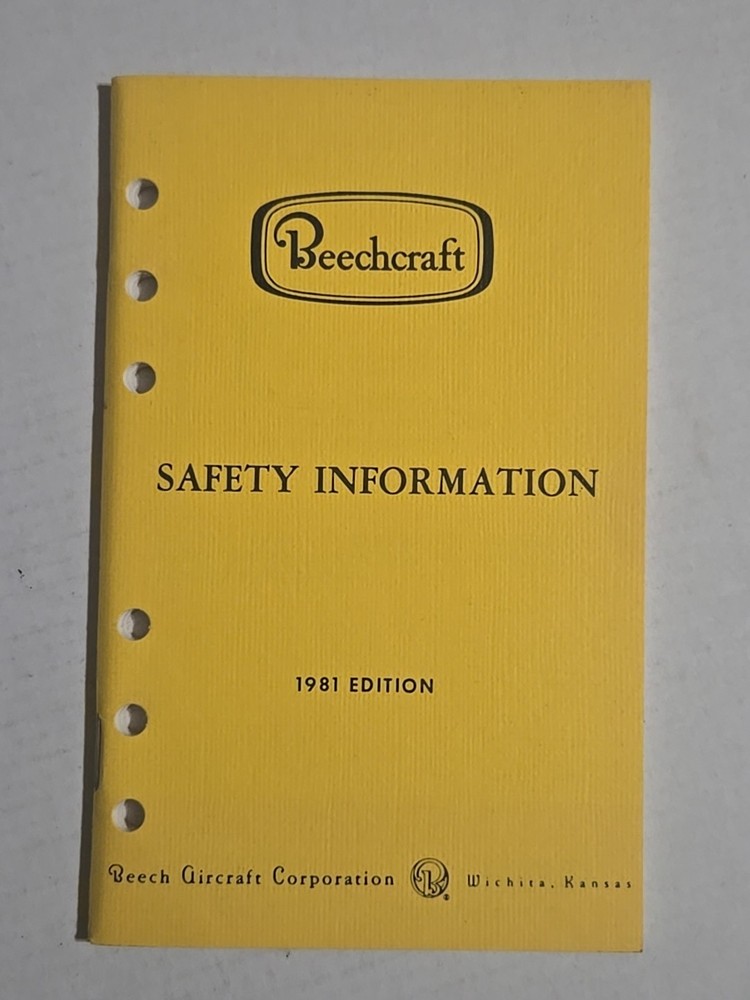 Beechcraft
SAFETY INFORMATION
1981 EDITION
Beech Aircraft Corporation B ® Wichita, Kansas